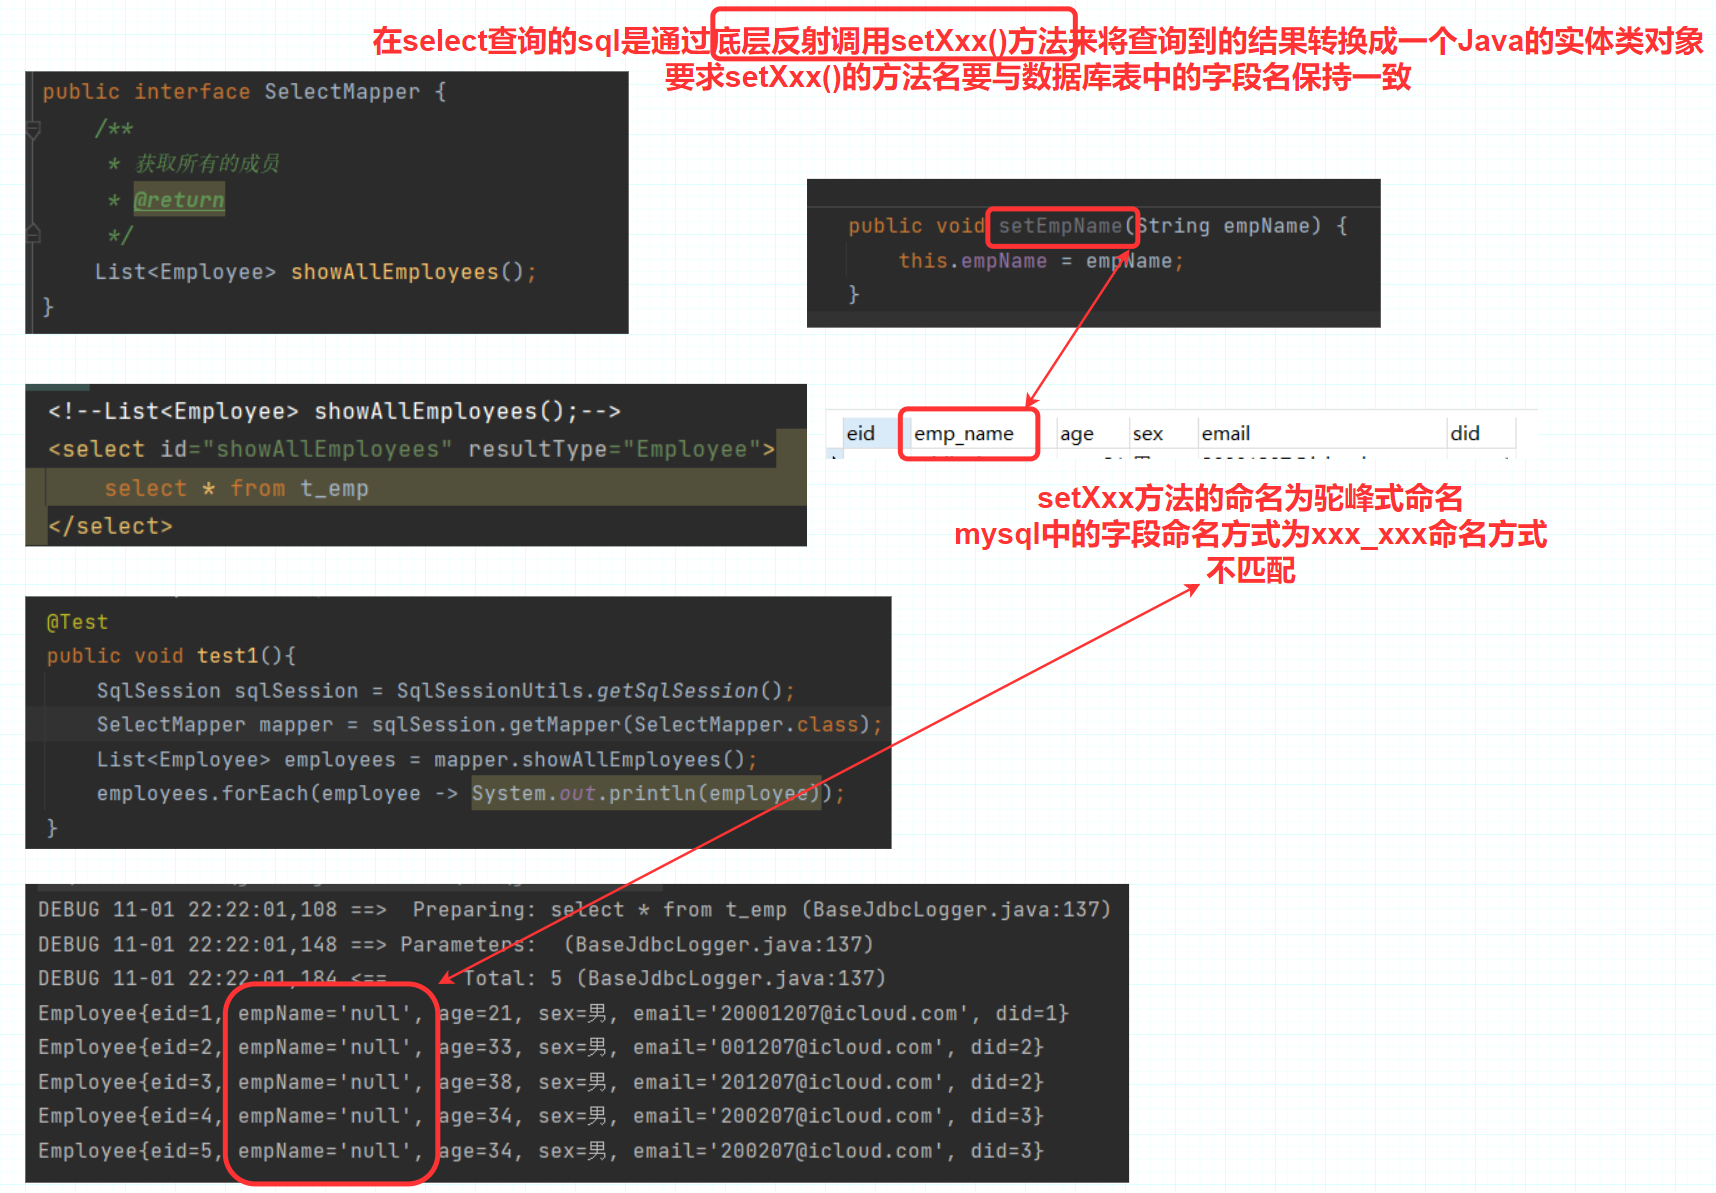 在select查询的sql是通过底层反射调用setXxx()方法来将查询到的结果转换成一个Java的实体类对象
要求setXxx()的方法名要与数据库表中的字段名保持一致
public interface SelectMapper {
/**
* 获取所有的成员
* @return
*/
List<Employee> showAllEmployees();
}
public void setEmpName(String empName) {
this.empName = empName;
}
<!--List<Employee> showAllEmployees();-->
<select id="showAllEmployees" resultType="Employee">
select * from t_emp
</select>
eid emp_name age sex email did
setXxx方法的命名为驼峰式命名
mysql中的字段命名方式为xxx_xxx命名方式
不匹配
@Test
public void test1(){
SqlSession sqlSession = SqlSessionUtils.getSqlSession();
SelectMapper mapper = sqlSession.getMapper(SelectMapper.class);
List<Employee> employees = mapper.showAllEmployees();
employees.forEach(employee -> System.out.println(employee));
}
DEBUG 11-01 22:22:01,108 ==>  Preparing: select * from t_emp (BaseJdbcLogger.java:137)
DEBUG 11-01 22:22:01,148 ==> Parameters:  (BaseJdbcLogger.java:137)
DEBUG 11-01 22:22:01,184 <==      Total: 5 (BaseJdbcLogger.java:137)
Employee{eid=1, empName='null', age=21, sex=男, email='20001207@icloud.com', did=1}
Employee{eid=2, empName='null', age=33, sex=男, email='001207@icloud.com', did=2}
Employee{eid=3, empName='null', age=38, sex=男, email='201207@icloud.com', did=2}
Employee{eid=4, empName='null', age=34, sex=男, email='200207@icloud.com', did=3}
Employee{eid=5, empName='null', age=34, sex=男, email='200207@icloud.com', did=3}